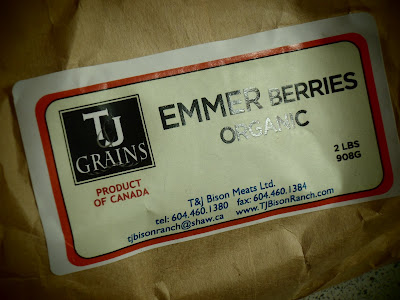 TJ
GRAINS
PRODUCT
OF CANADA
EMMER BERRIES
ORGANIC
2 LBS
908G
T&J Bison Meats Ltd.
tel: 604.460.1380 fax: 604.460.1384
tjbisonranch@shaw.ca www.TJBisonRanch.com